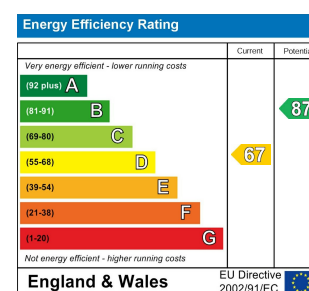 Energy Efficiency Rating
Current Potentia
Very energy efficient - lower running costs
(92 plus) A
(81-91) B 87
(69-80) C
(55-68) D 67
(39-54) E
(21-38) F
(1-20) G
Not energy efficient - higher running costs
England & Wales
EU Directive
2002/91/EC